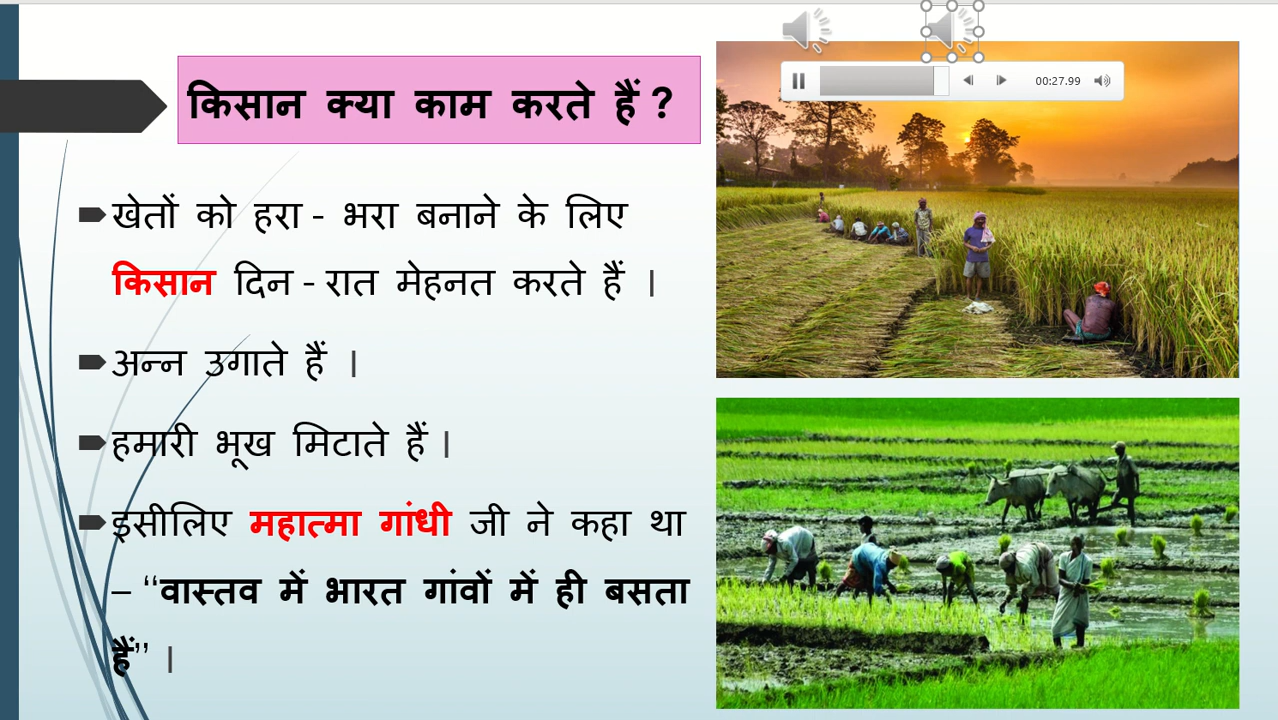 किसान क्या काम करते हैं ?
खेतों को हरा - भरा बनाने के लिए
किसान दिन - रात मेहनत करते हैं ।
अन्न उगाते हैं ।
हमारी भूख मिटाते हैं ।
इसीलिए महात्मा गांधी जी ने कहा था
– ‘‘वास्तव में भारत गांवों में ही बसता
हैं’’ ।
00:27.99